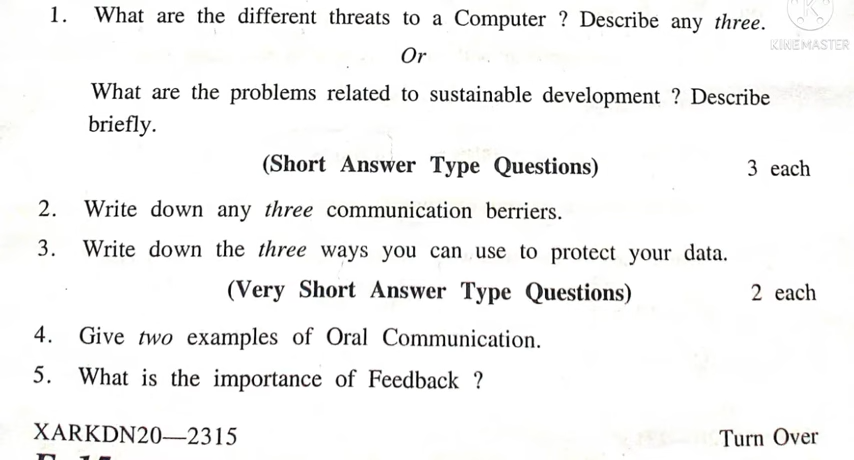 1. What are the different threats to a Computer ? Describe any three.
KINEMASTER
Or
What are the problems related to sustainable development ? Describe
briefly.
(Short Answer Type Questions) 3 each
2. Write down any three communication berriers.
3. Write down the three ways you can use to protect your data.
(Very Short Answer Type Questions) 2 each
4. Give two examples of Oral Communication.
5. What is the importance of Feedback ?
XARKDN20—2315 Turn Over